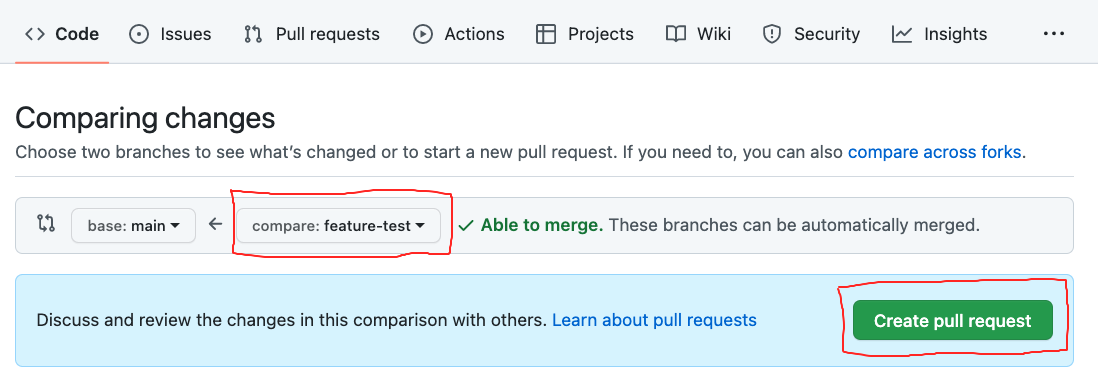 Code Issues Pull requests Actions Projects Wiki Security Insights
Comparing changes
Choose two branches to see what’s changed or to start a new pull request. If you need to, you can also compare across forks.
base: main compare: feature-test Able to merge. These branches can be automatically merged.
Discuss and review the changes in this comparison with others. Learn about pull requests Create pull request